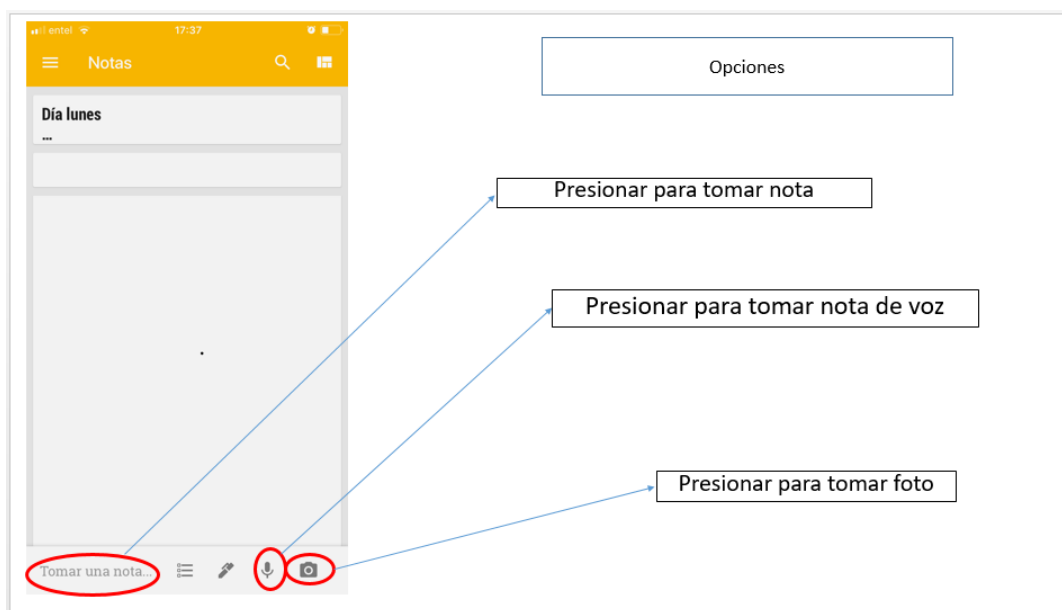 entel
17:37
Notas
Opciones
Día lunes
...
Presionar para tomar nota
Presionar para tomar nota de voz
Presionar para tomar foto
Tomar una nota...